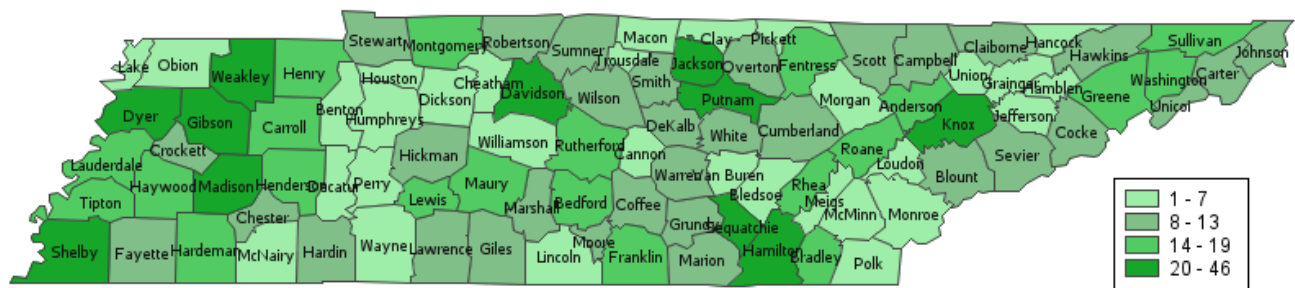 Stewart
Montgomery
Robertson
Sumner
Macon
Clay
Pickett
Trousdale
Smith
Jackson
Overton
Fentress
Scott
Campbell
Claiborne
Hancock
Hawkins
Sullivan
Johnson
Lake
Obion
Weakley
Henry
Houston
Dickson
Cheatham
Davidson
Wilson
Putnam
Morgan
Anderson
Union
Grainger
Hamblen
Greene
Washington
Carter
Unicoi
Dyer
Gibson
Carroll
Benton
Humphreys
Williamson
Rutherford
Cannon
DeKalb
White
Cumberland
Roane
Knox
Jefferson
Cocke
Sevier
Crockett
Lauderdale
Haywood
Madison
Henderson
Decatur
Perry
Hickman
Lewis
Maury
Marshall
Bedford
Coffee
Warren
Van Buren
Bledsoe
Rhea
Meigs
Loudon
Blount
Tipton
Chester
McMinn
Monroe
Shelby
Fayette
Hardeman
McNairy
Hardin
Wayne
Lawrence
Giles
Lincoln
Moore
Franklin
Grundy
Marion
Sequatchie
Hamilton
Bradley
Polk
1 - 7
8 - 13
14 - 19
20 - 46